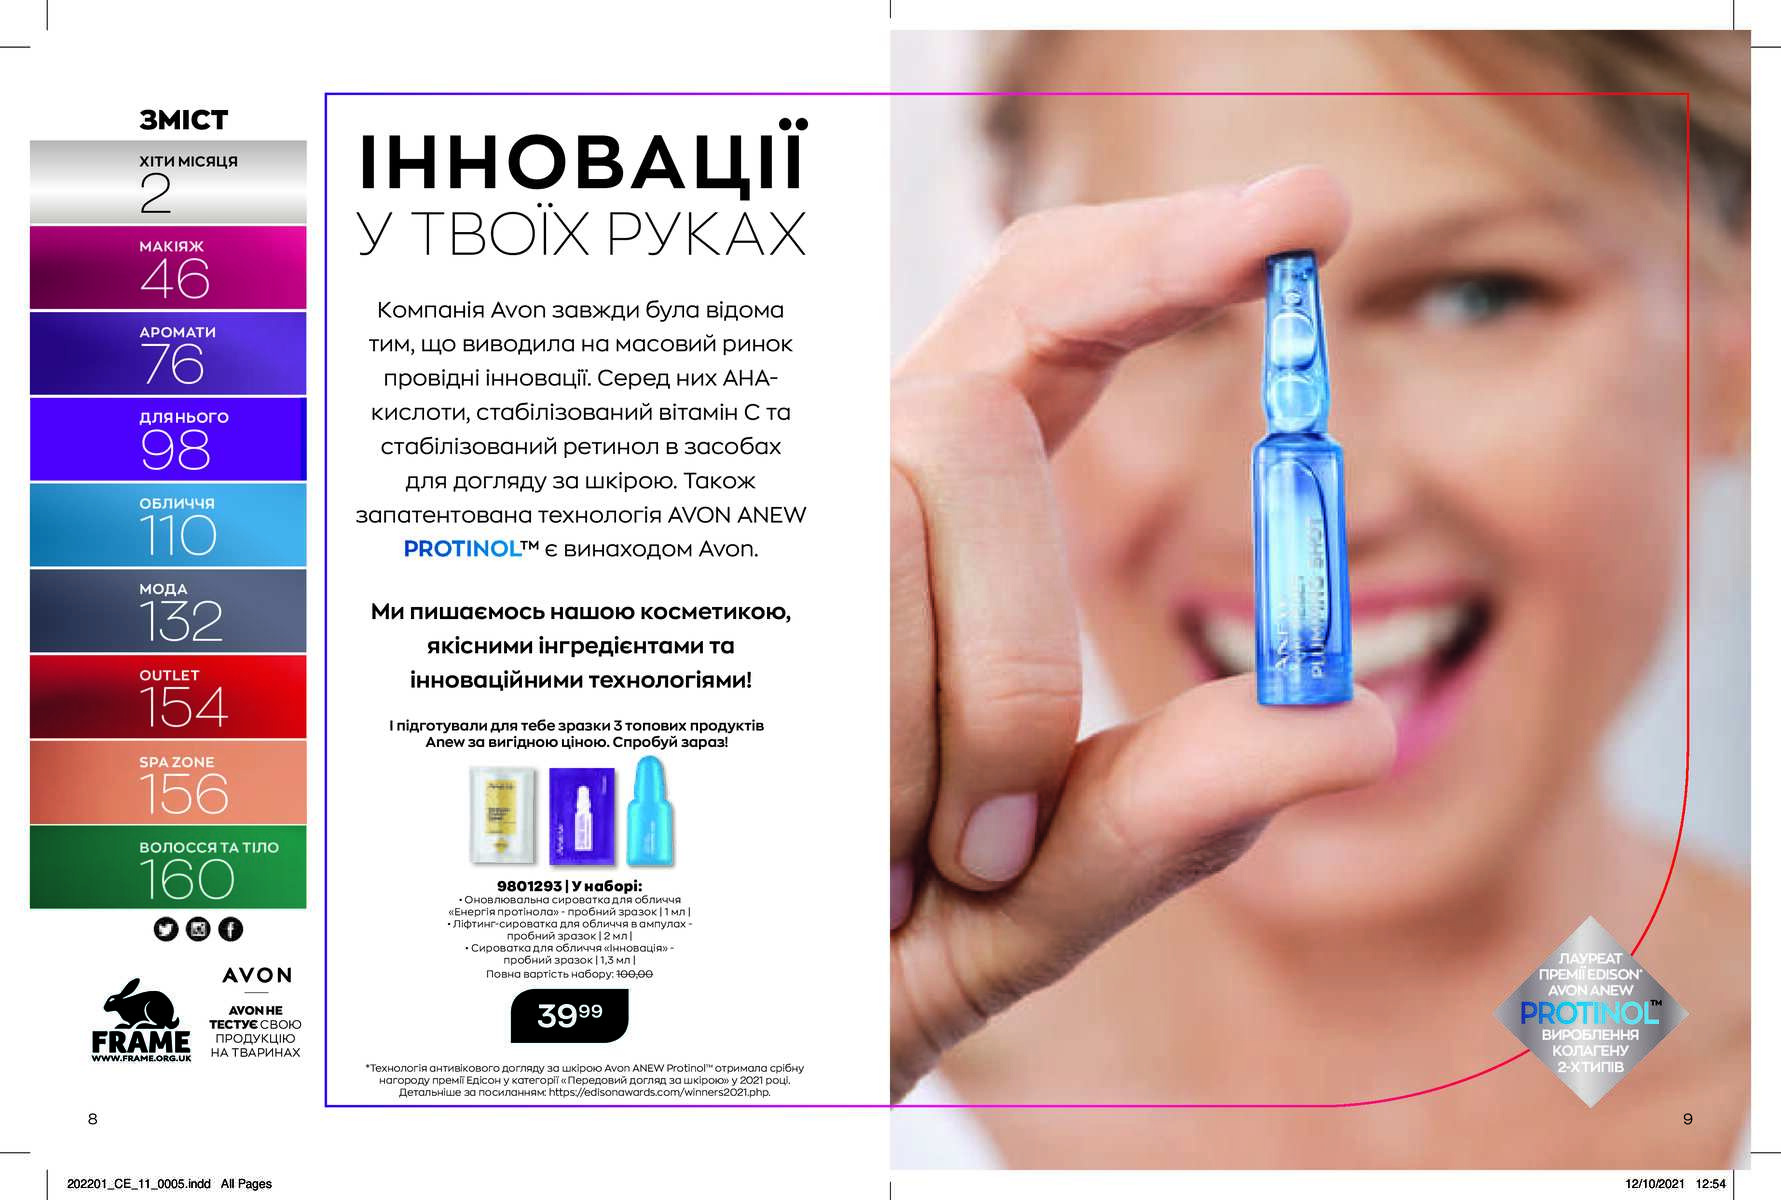 ЗМІСТ
ХІТИ МІСЯЦЯ
2
МАКІЯЖ
46
АРОМАТИ
76
ДЛЯ НЬОГО
98
ОБЛИЧЧЯ
110
МОДА
132
OUTLET
154
SPA ZONE
156
ВОЛОССЯ ТА ТІЛО
160
FRAME
WWW.FRAME.ORG.UK
AVON
AVON НЕ
ТЕСТУЄ СВОЮ
ПРОДУКЦІЮ
НА ТВАРИНАХ
8
ІННОВАЦІЇ
У ТВОЇХ РУКАХ
Компанія Avon завжди була відома
тим, що виводила на масовий ринок
провідні інновації. Серед них АНА-
кислоти, стабілізований вітамін С та
стабілізований ретинол в засобах
для догляду за шкірою. Також
запатентована технологія AVON ANEW
PROTINOL™ є винаходом Avon.
Ми пишаємось нашою косметикою,
якісними інгредієнтами та
інноваційними технологіями!
І підготували для тебе зразки 3 топових продуктів
Anew за вигідною ціною. Спробуй зараз!
9801293 | У наборі:
• Оновлювальна сироватка для обличчя
«Енергія протінола» - пробний зразок | 1 мл |
• Ліфтинг-сироватка для обличчя в ампулах -
пробний зразок | 2 мл |
• Сироватка для обличчя «Інновація» -
пробний зразок | 1,3 мл |
Повна вартість набору: 100,00
39⁹⁹
*Технологія антивікового догляду за шкірою Avon ANEW Protinol™ отримала срібну
нагороду премії Едісон у категорії «Передовий догляд за шкірою» у 2021 році.
Детальніше за посиланням: https://edisonawards.com/winners2021.php.
ANEW
PLUMPING SHOT
ЛАУРЕАТ
ПРЕМІЇ EDISON*
AVON ANEW
PROTINOL™
ВИРОБЛЕННЯ
КОЛАГЕНУ
2-Х ТИПІВ
9
202201_CE_11_0005.indd All Pages
12/10/2021 12:54